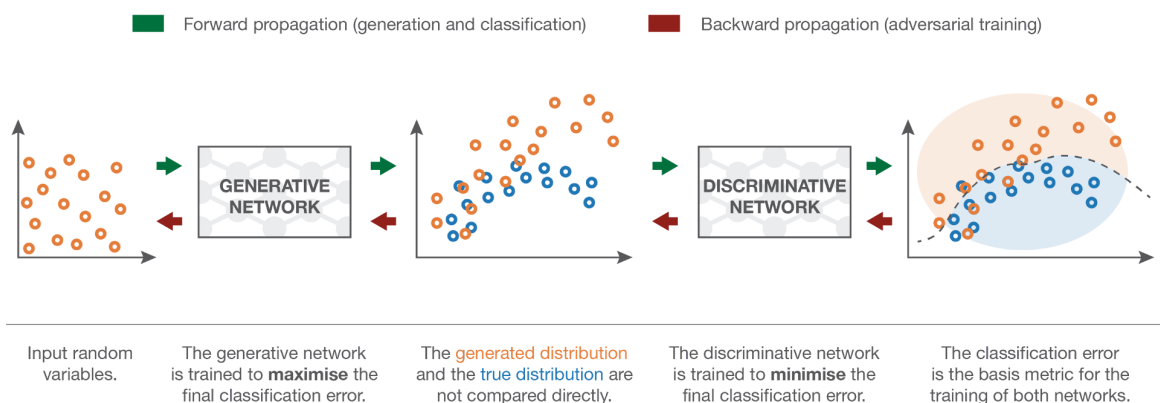 Forward propagation (generation and classification)
Backward propagation (adversarial training)
GENERATIVE
NETWORK
DISCRIMINATIVE
NETWORK
Input random
variables.
The generative network
is trained to maximise the
final classification error.
The generated distribution
and the true distribution are
not compared directly.
The discriminative network
is trained to minimise the
final classification error.
The classification error
is the basis metric for the
training of both networks.